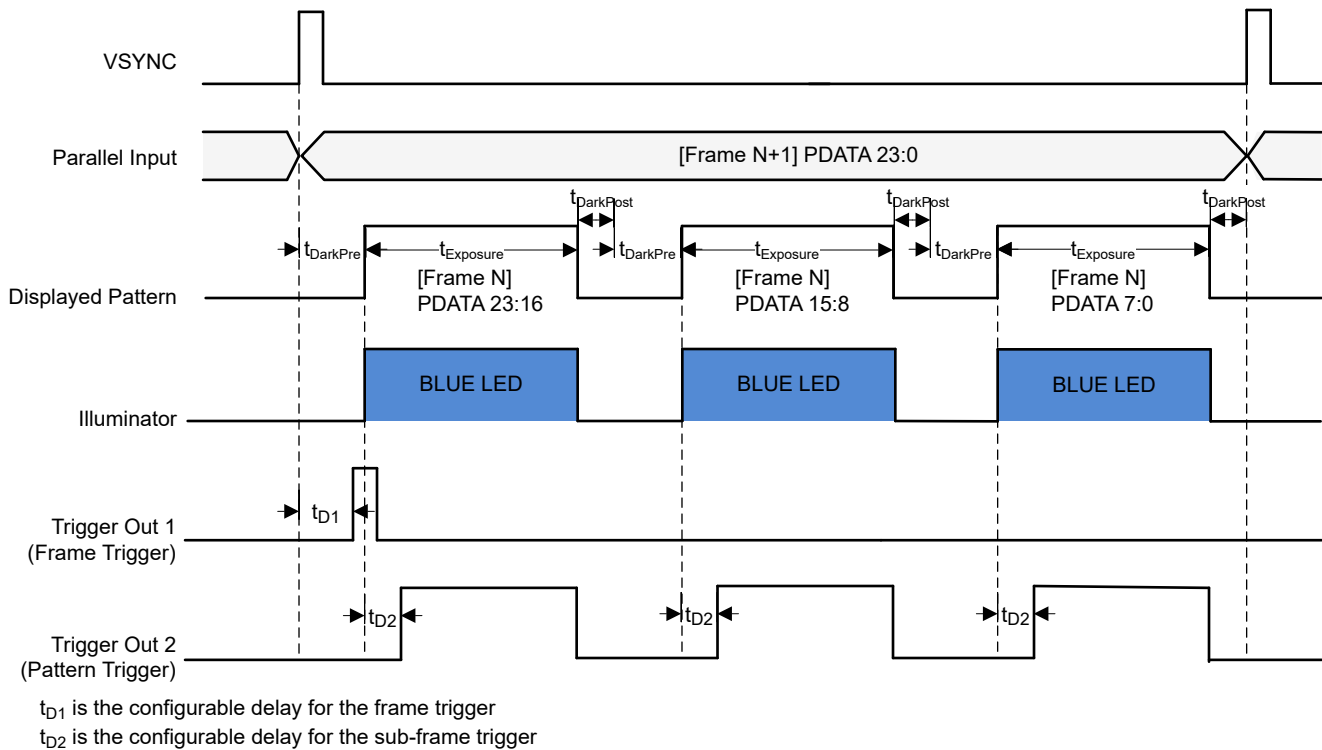 VSYNC
Parallel Input
[Frame N+1] PDATA 23:0
tDarkPost
tDarkPost
tDarkPost
tDarkPre
tExposure
tDarkPre
tExposure
tDarkPre
tExposure
Displayed Pattern
[Frame N]
PDATA 23:16
[Frame N]
PDATA 15:8
[Frame N]
PDATA 7:0
Illuminator
BLUE LED
BLUE LED
BLUE LED
tD1
Trigger Out 1
(Frame Trigger)
tD2
tD2
tD2
Trigger Out 2
(Pattern Trigger)
tD1 is the configurable delay for the frame trigger
tD2 is the configurable delay for the sub-frame trigger